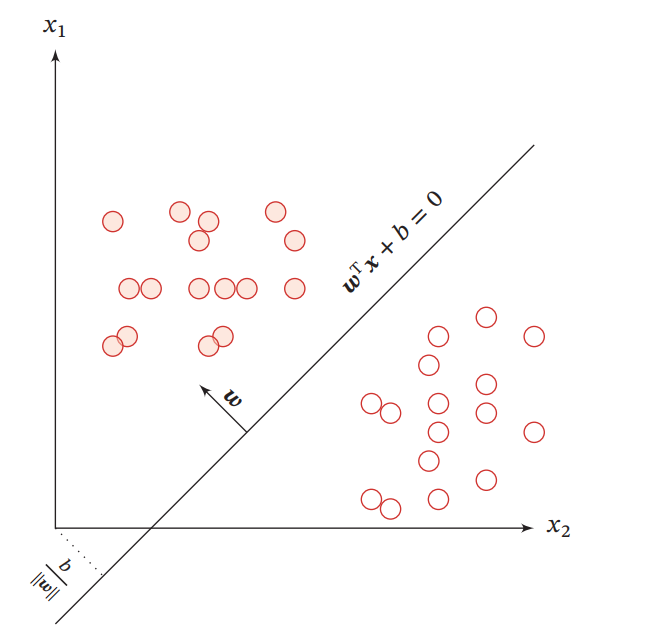 x₁
wᵀx + b = 0
w
x₂
b
‖w‖